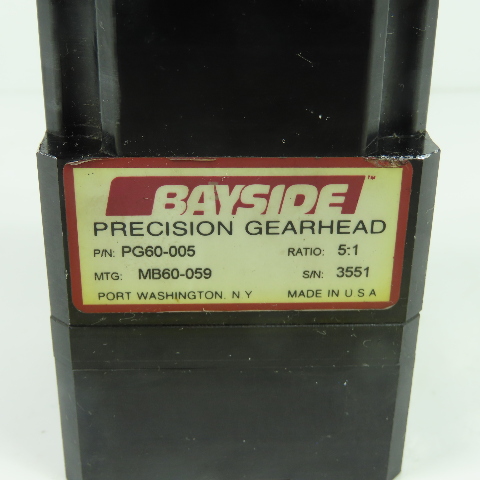 BAYSIDE™
PRECISION GEARHEAD
P/N: PG60-005 RATIO: 5:1
MTG: MB60-059 S/N: 3551
PORT WASHINGTON, N Y MADE IN U S A